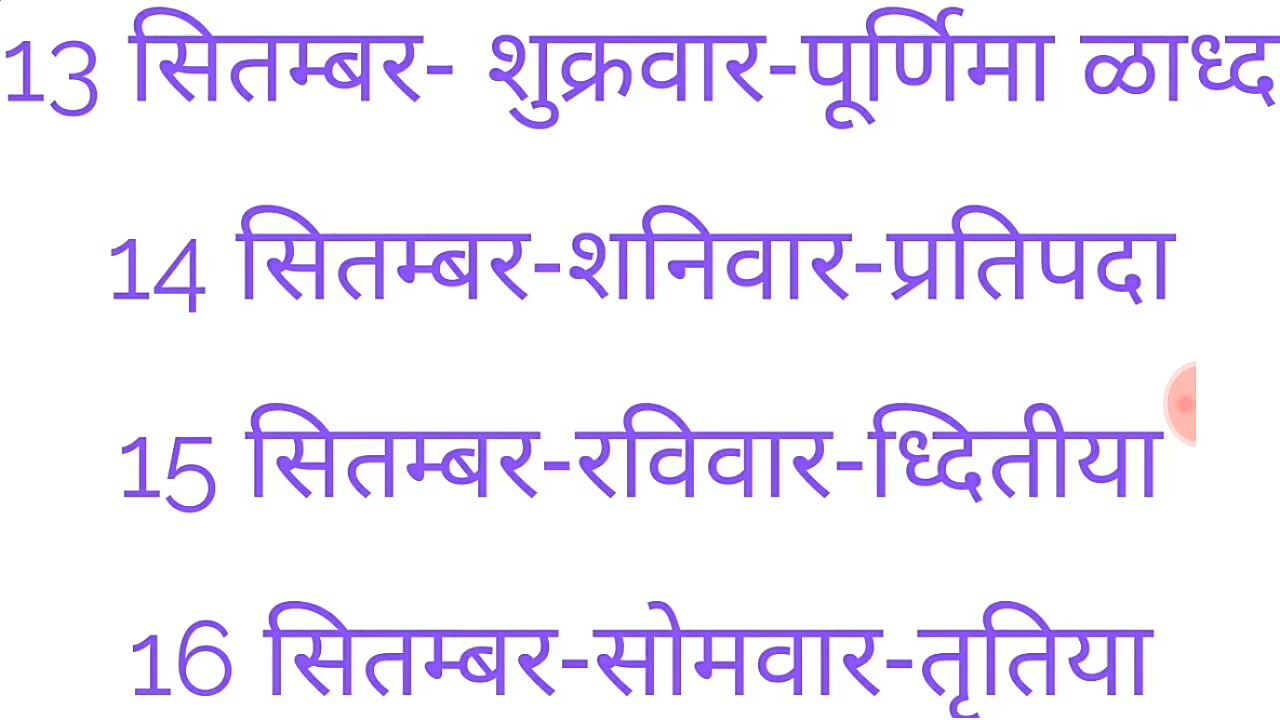 13 सितम्बर- शुक्रवार-पूर्णिमा ळाध्द
14 सितम्बर-शनिवार-प्रतिपदा
15 सितम्बर-रविवार-ध्दितीया
16 सितम्बर-सोमवार-तृतिया